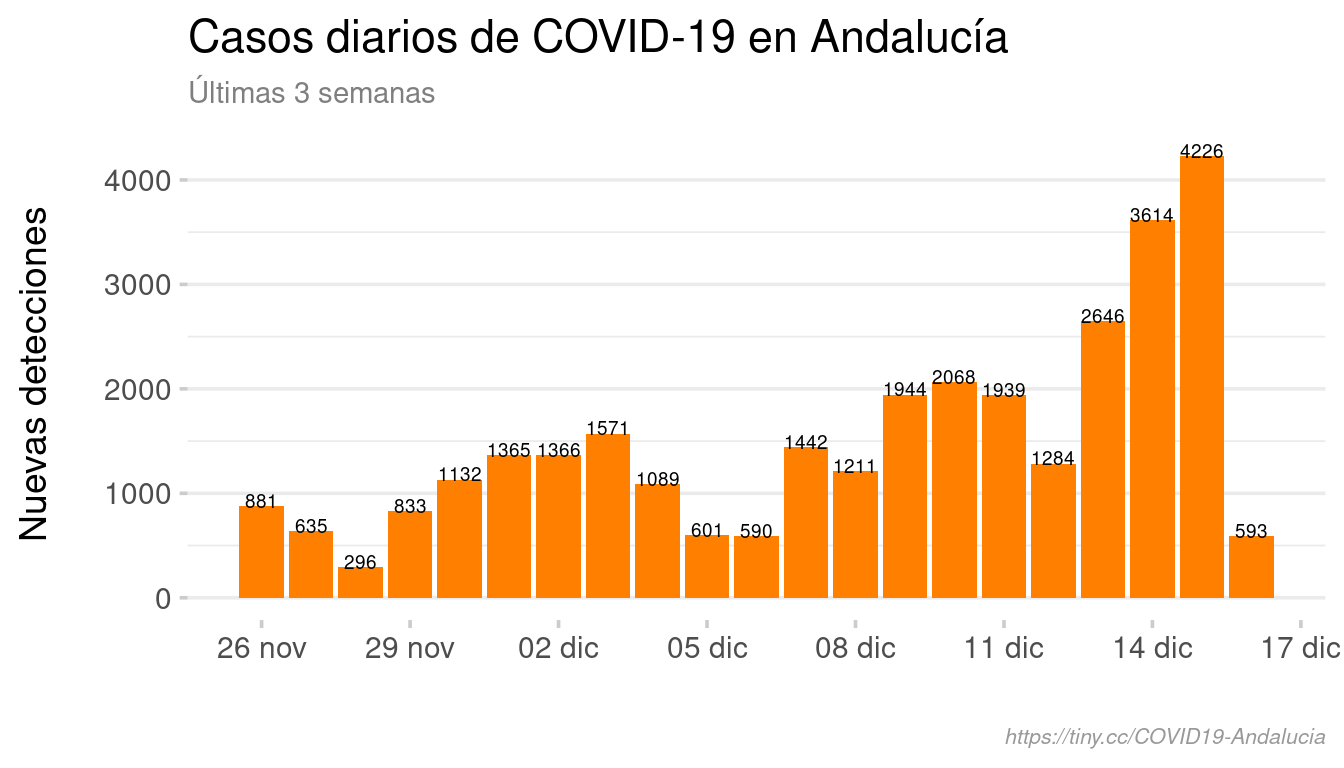 Casos diarios de COVID-19 en Andalucía
Últimas 3 semanas
Nuevas detecciones
4000
3000
2000
1000
0
881
635
296
833
1132
1365
1366
1571
1089
601
590
1442
1211
1944
2068
1939
1284
2646
3614
4226
593
26 nov
29 nov
02 dic
05 dic
08 dic
11 dic
14 dic
17 dic
https://tiny.cc/COVID19-Andalucia